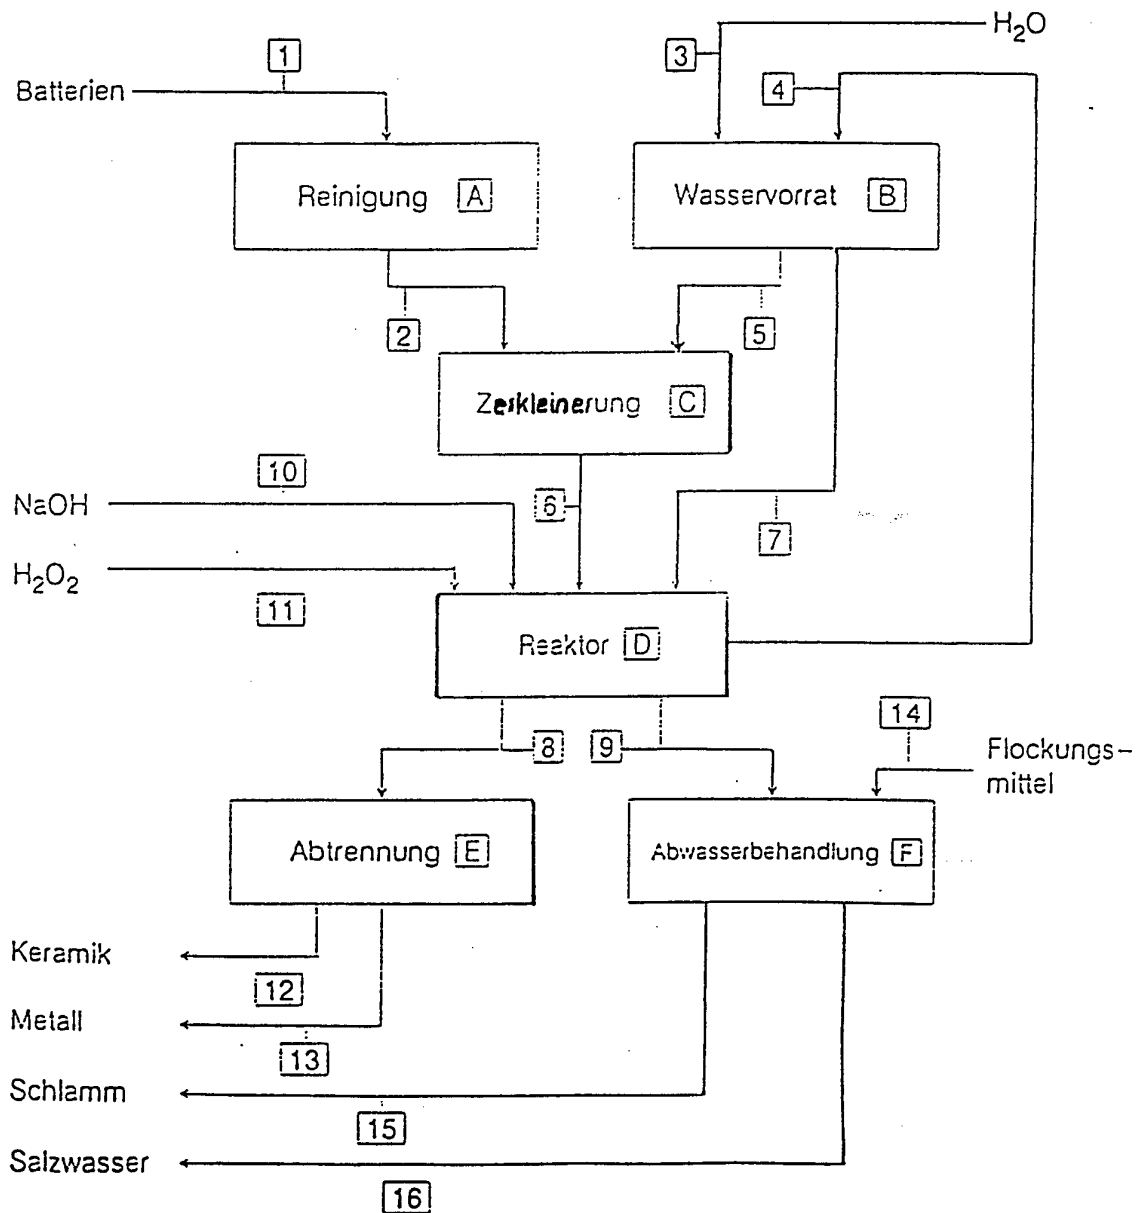 H2O
1
3
4
Batterien
Reinigung A
Wasservorrat B
2
5
Zerkleinerung C
10
NaOH
6
7
H2O2
11
Reaktor D
14
8
9
Flockungs-
mittel
Abtrennung E
Abwasserbehandlung F
Keramik
12
Metall
13
Schlamm
15
Salzwasser
16